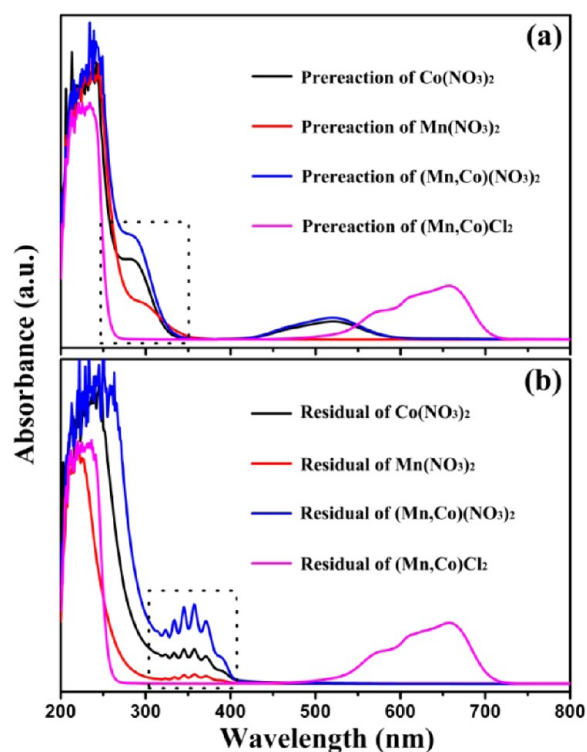 (a)
Prereaction of Co(NO3)2
Prereaction of Mn(NO3)2
Prereaction of (Mn,Co)(NO3)2
Prereaction of (Mn,Co)Cl2
Absorbance (a.u.)
(b)
Residual of Co(NO3)2
Residual of Mn(NO3)2
Residual of (Mn,Co)(NO3)2
Residual of (Mn,Co)Cl2
200 300 400 500 600 700 800
Wavelength (nm)